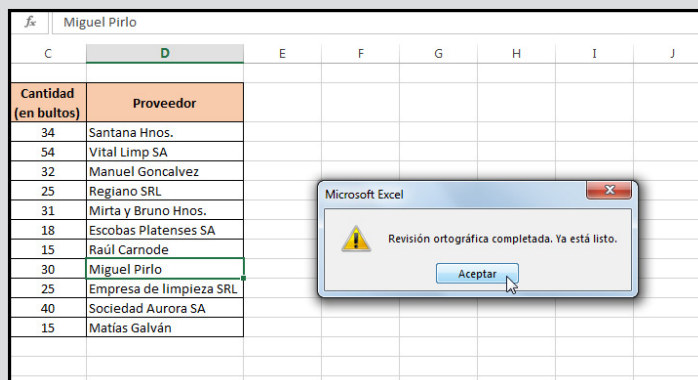 fx Miguel Pirlo
C D E F G H I J
Cantidad
(en bultos) Proveedor
34 Santana Hnos.
54 Vital Limp SA
32 Manuel Goncalvez
25 Regiano SRL
31 Mirta y Bruno Hnos.
18 Escobas Platenses SA
15 Raúl Carnode
30 Miguel Pirlo
25 Empresa de limpieza SRL
40 Sociedad Aurora SA
15 Matías Galván
Microsoft Excel
Revisión ortográfica completada. Ya está listo.
Aceptar